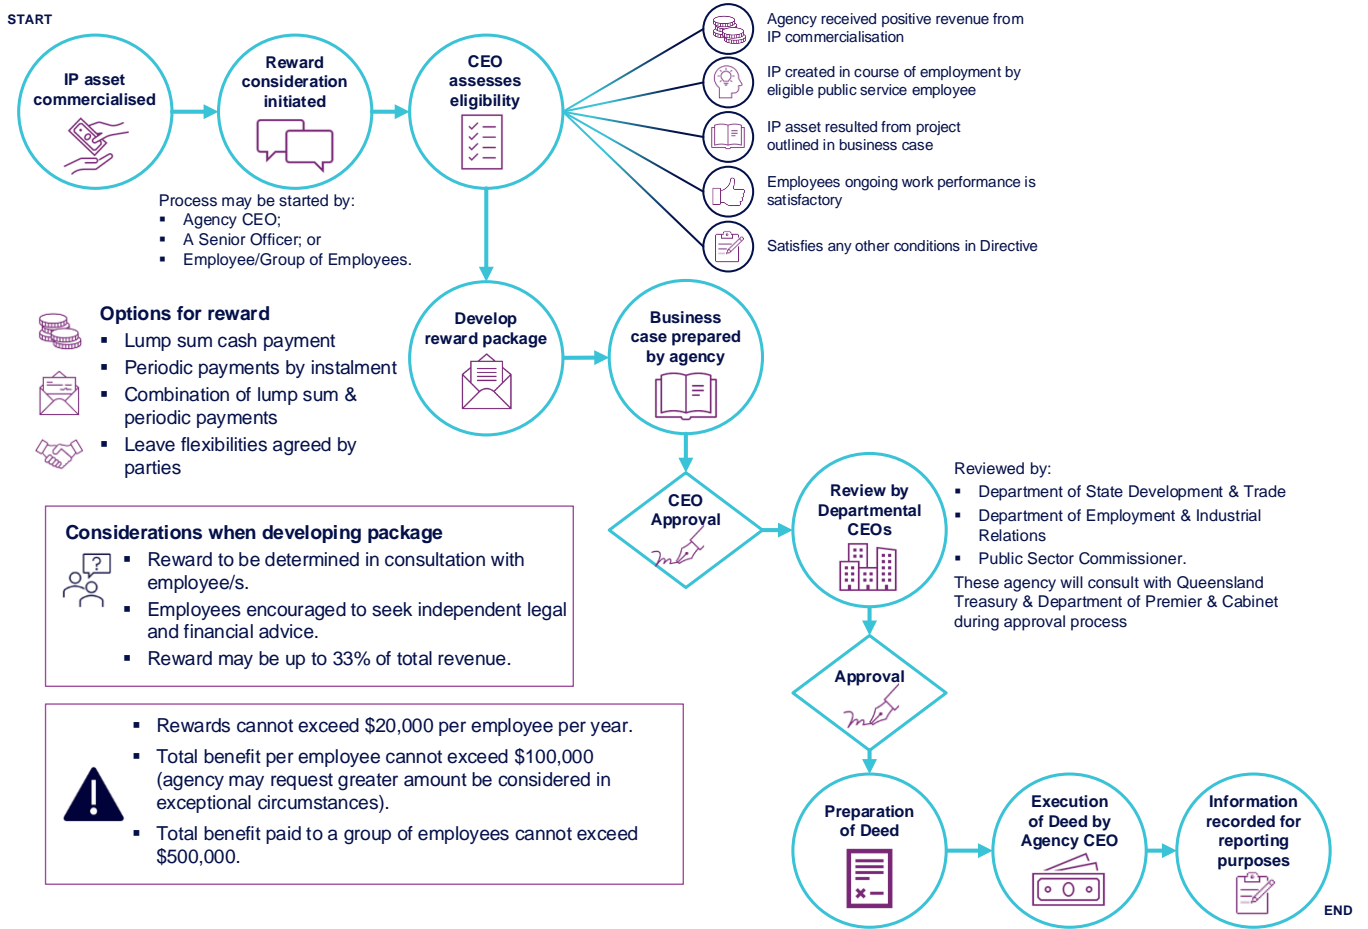 START
IP asset
commercialised
Reward
consideration
initiated
CEO
assesses
eligibility
Agency received positive revenue from
IP commercialisation
IP created in course of employment by
eligible public service employee
IP asset resulted from project
outlined in business case
Employees ongoing work performance is
satisfactory
Satisfies any other conditions in Directive
Process may be started by:
▪ Agency CEO;
▪ A Senior Officer; or
▪ Employee/Group of Employees.
Options for reward
▪ Lump sum cash payment
▪ Periodic payments by instalment
▪ Combination of lump sum &
periodic payments
▪ Leave flexibilities agreed by
parties
Develop
reward package
Business
case prepared
by agency
CEO
Approval
Review by
Departmental
CEOs
Reviewed by:
▪ Department of State Development & Trade
▪ Department of Employment & Industrial
Relations
▪ Public Sector Commissioner.
These agency will consult with Queensland
Treasury & Department of Premier & Cabinet
during approval process
Considerations when developing package
▪ Reward to be determined in consultation with
employee/s.
▪ Employees encouraged to seek independent legal
and financial advice.
▪ Reward may be up to 33% of total revenue.
Approval
▪ Rewards cannot exceed $20,000 per employee per year.
▪ Total benefit per employee cannot exceed $100,000
(agency may request greater amount be considered in
exceptional circumstances).
▪ Total benefit paid to a group of employees cannot exceed
$500,000.
Preparation
of Deed
Execution
of Deed by
Agency CEO
Information
recorded for
reporting
purposes
END